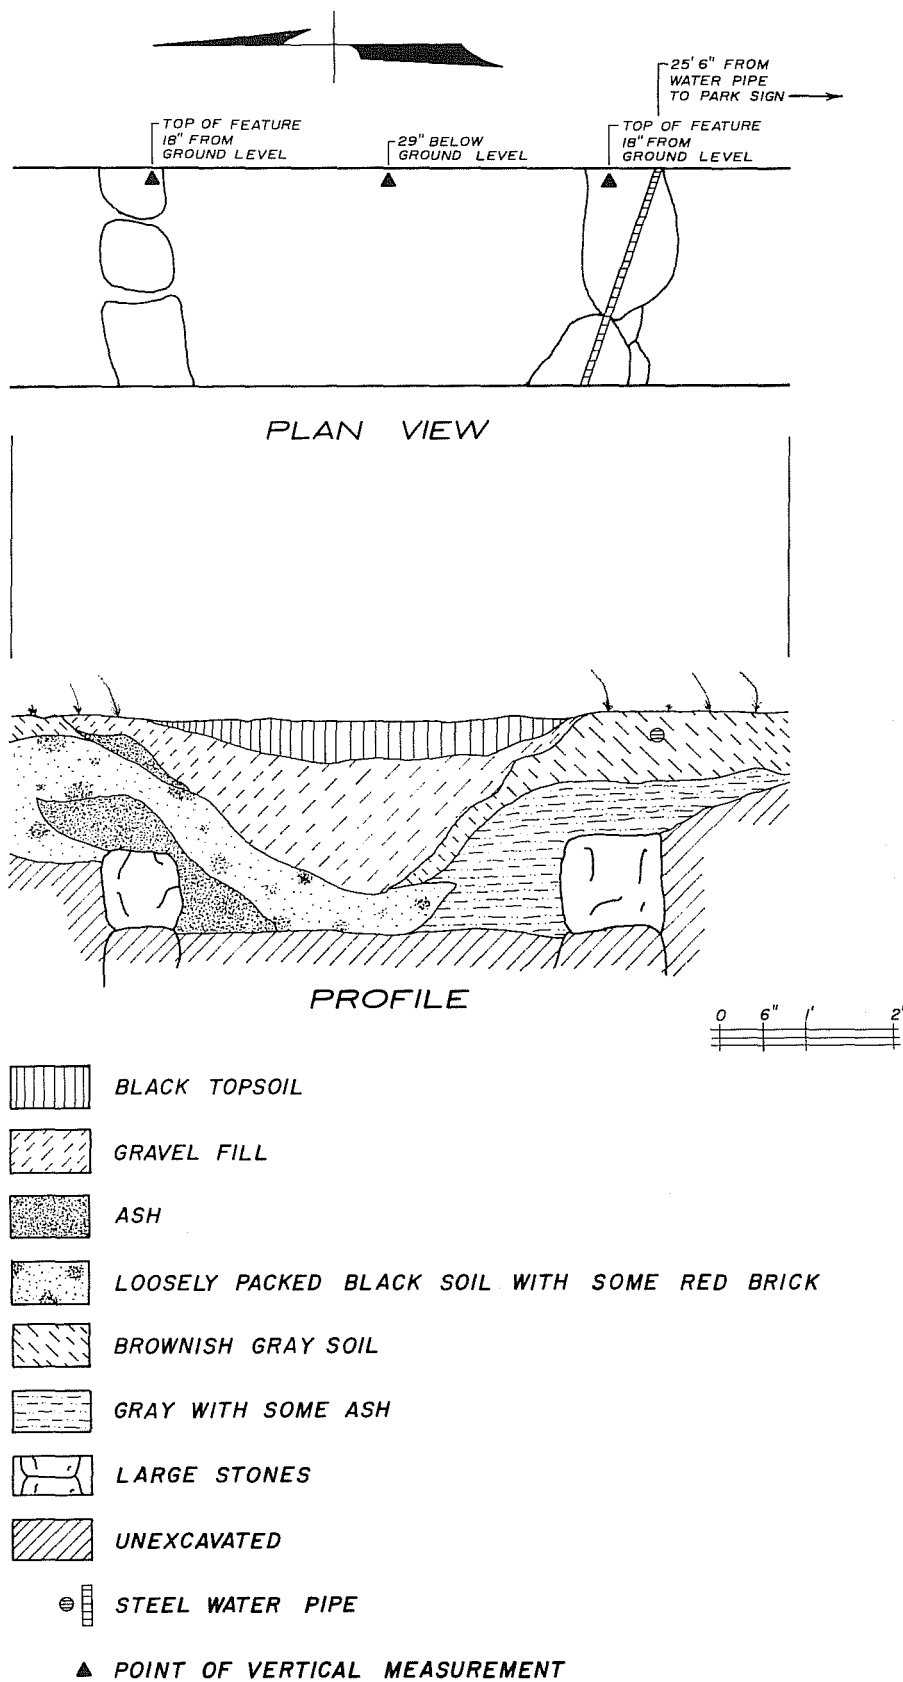 25' 6" FROM
WATER PIPE
TO PARK SIGN
TOP OF FEATURE
18" FROM
GROUND LEVEL
29" BELOW
GROUND LEVEL
TOP OF FEATURE
18" FROM
GROUND LEVEL
PLAN VIEW
PROFILE
0 6" 1' 2'
BLACK TOPSOIL
GRAVEL FILL
ASH
LOOSELY PACKED BLACK SOIL WITH SOME RED BRICK
BROWNISH GRAY SOIL
GRAY WITH SOME ASH
LARGE STONES
UNEXCAVATED
STEEL WATER PIPE
POINT OF VERTICAL MEASUREMENT